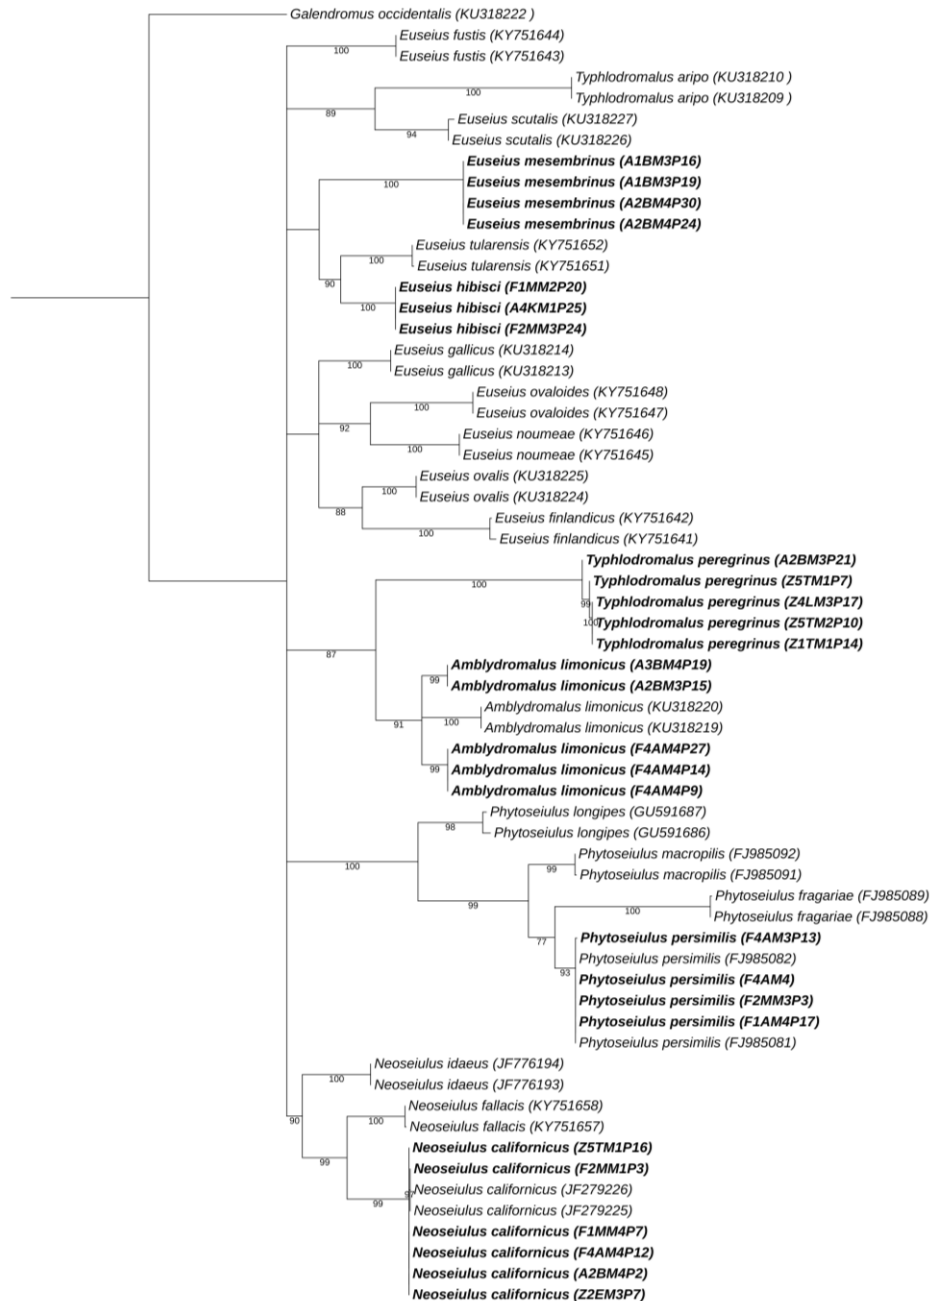 Galendromus occidentalis (KU318222 )
Euseius fustis (KY751644)
100
Euseius fustis (KY751643)
Typhlodromalus aripo (KU318210 )
100
Typhlodromalus aripo (KU318209 )
89
Euseius scutalis (KU318227)
94
Euseius scutalis (KU318226)
Euseius mesembrinus (A1BM3P16)
100
Euseius mesembrinus (A1BM3P19)
Euseius mesembrinus (A2BM4P30)
Euseius mesembrinus (A2BM4P24)
Euseius tularensis (KY751652)
100
Euseius tularensis (KY751651)
90
Euseius hibisci (F1MM2P20)
100
Euseius hibisci (A4KM1P25)
Euseius hibisci (F2MM3P24)
Euseius gallicus (KU318214)
100
Euseius gallicus (KU318213)
Euseius ovaloides (KY751648)
100
Euseius ovaloides (KY751647)
92
Euseius noumeae (KY751646)
100
Euseius noumeae (KY751645)
Euseius ovalis (KU318225)
100
Euseius ovalis (KU318224)
88
Euseius finlandicus (KY751642)
100
Euseius finlandicus (KY751641)
Typhlodromalus peregrinus (A2BM3P21)
100
Typhlodromalus peregrinus (Z5TM1P7)
99
Typhlodromalus peregrinus (Z4LM3P17)
100
Typhlodromalus peregrinus (Z5TM2P10)
Typhlodromalus peregrinus (Z1TM1P14)
87
Amblydromalus limonicus (A3BM4P19)
99
Amblydromalus limonicus (A2BM3P15)
Amblydromalus limonicus (KU318220)
91
100
Amblydromalus limonicus (KU318219)
Amblydromalus limonicus (F4AM4P27)
99
Amblydromalus limonicus (F4AM4P14)
Amblydromalus limonicus (F4AM4P9)
Phytoseiulus longipes (GU591687)
98
Phytoseiulus longipes (GU591686)
100
Phytoseiulus macropilis (FJ985092)
99
Phytoseiulus macropilis (FJ985091)
99
Phytoseiulus fragariae (FJ985089)
100
Phytoseiulus fragariae (FJ985088)
77
Phytoseiulus persimilis (F4AM3P13)
Phytoseiulus persimilis (FJ985082)
93
Phytoseiulus persimilis (F4AM4)
Phytoseiulus persimilis (F2MM3P3)
Phytoseiulus persimilis (F1AM4P17)
Phytoseiulus persimilis (FJ985081)
Neoseiulus idaeus (JF776194)
100
Neoseiulus idaeus (JF776193)
90
Neoseiulus fallacis (KY751658)
100
Neoseiulus fallacis (KY751657)
99
Neoseiulus californicus (Z5TM1P16)
Neoseiulus californicus (F2MM1P3)
Neoseiulus californicus (JF279226)
99
Neoseiulus californicus (JF279225)
Neoseiulus californicus (F1MM4P7)
Neoseiulus californicus (F4AM4P12)
Neoseiulus californicus (A2BM4P2)
Neoseiulus californicus (Z2EM3P7)